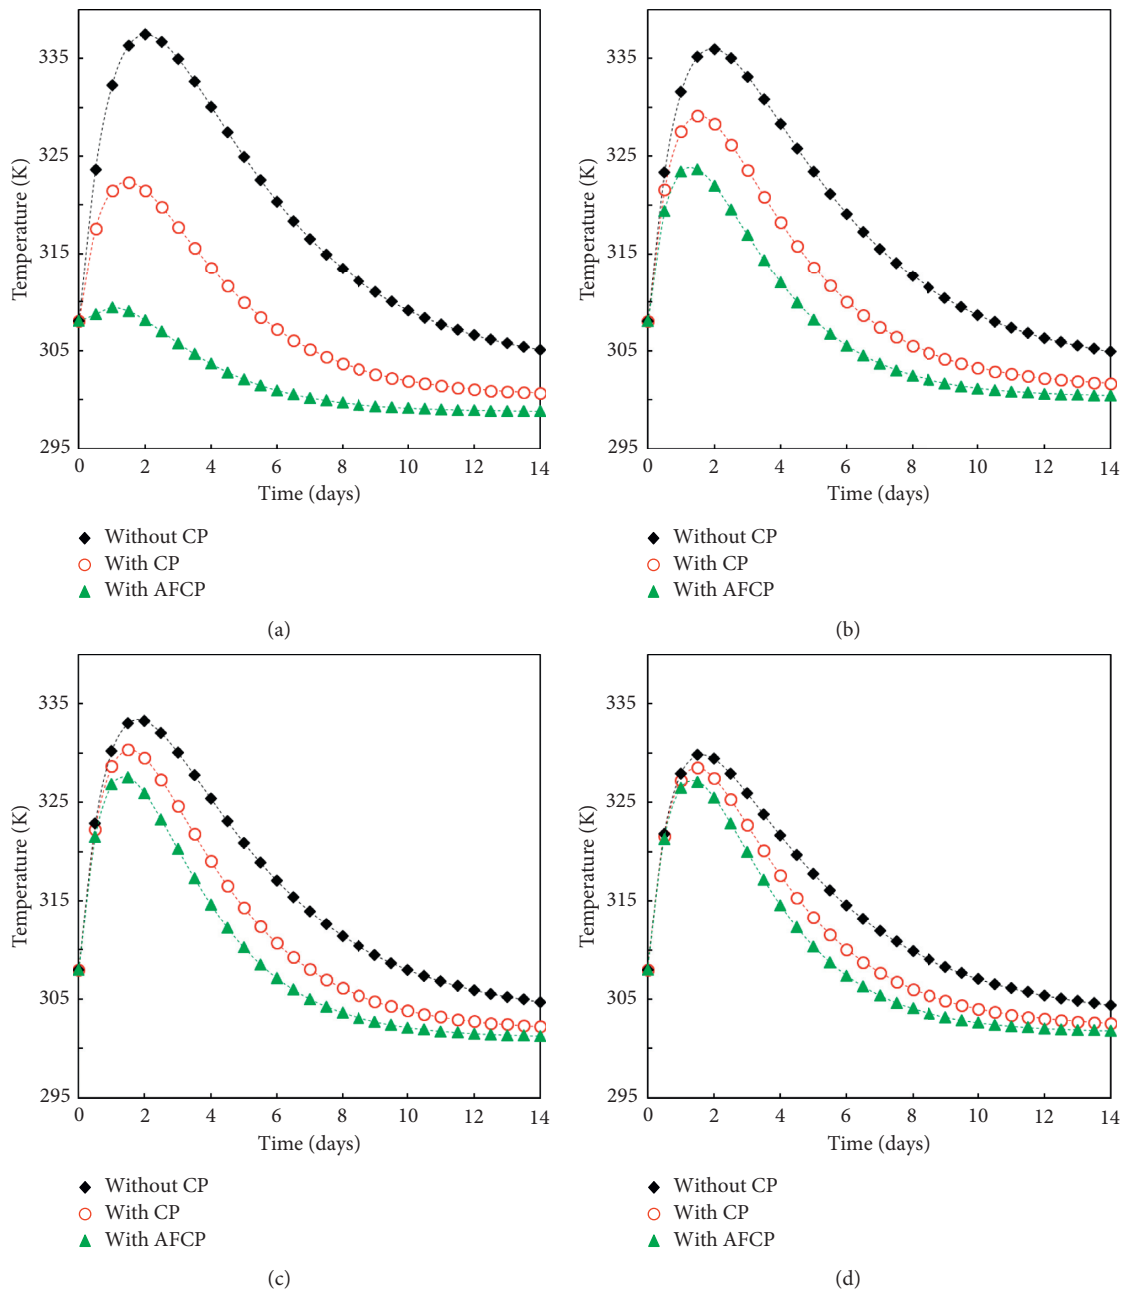 335
325
315
305
295
Temperature (K)
0 2 4 6 8 10 12 14
Time (days)
Without CP
With CP
With AFCP
(a)
335
325
315
305
295
Temperature (K)
0 2 4 6 8 10 12 14
Time (days)
Without CP
With CP
With AFCP
(b)
335
325
315
305
295
Temperature (K)
0 2 4 6 8 10 12 14
Time (days)
Without CP
With CP
With AFCP
(c)
335
325
315
305
295
Temperature (K)
0 2 4 6 8 10 12 14
Time (days)
Without CP
With CP
With AFCP
(d)